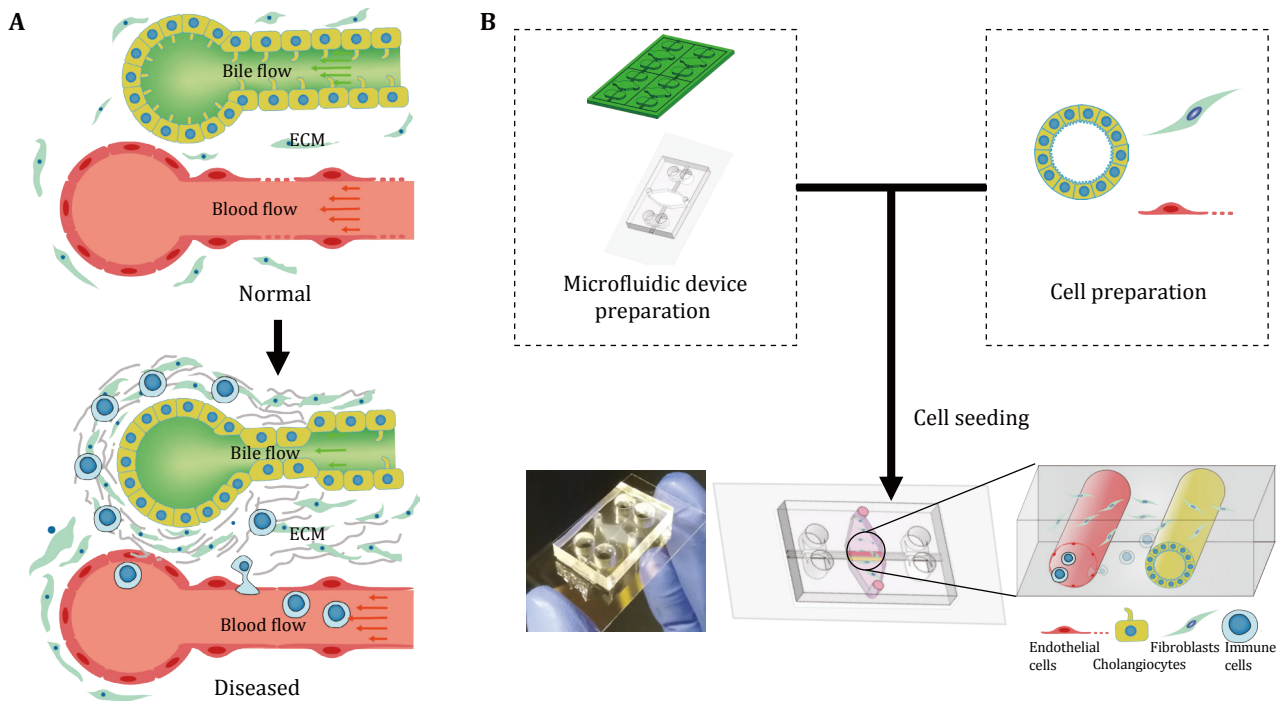 A
Bile flow
ECM
Blood flow
Normal
Bile flow
ECM
Blood flow
Diseased
B
Microfluidic device
preparation
Cell preparation
Cell seeding
Endothelial
cells
Cholangiocytes
Fibroblasts
Immune
cells